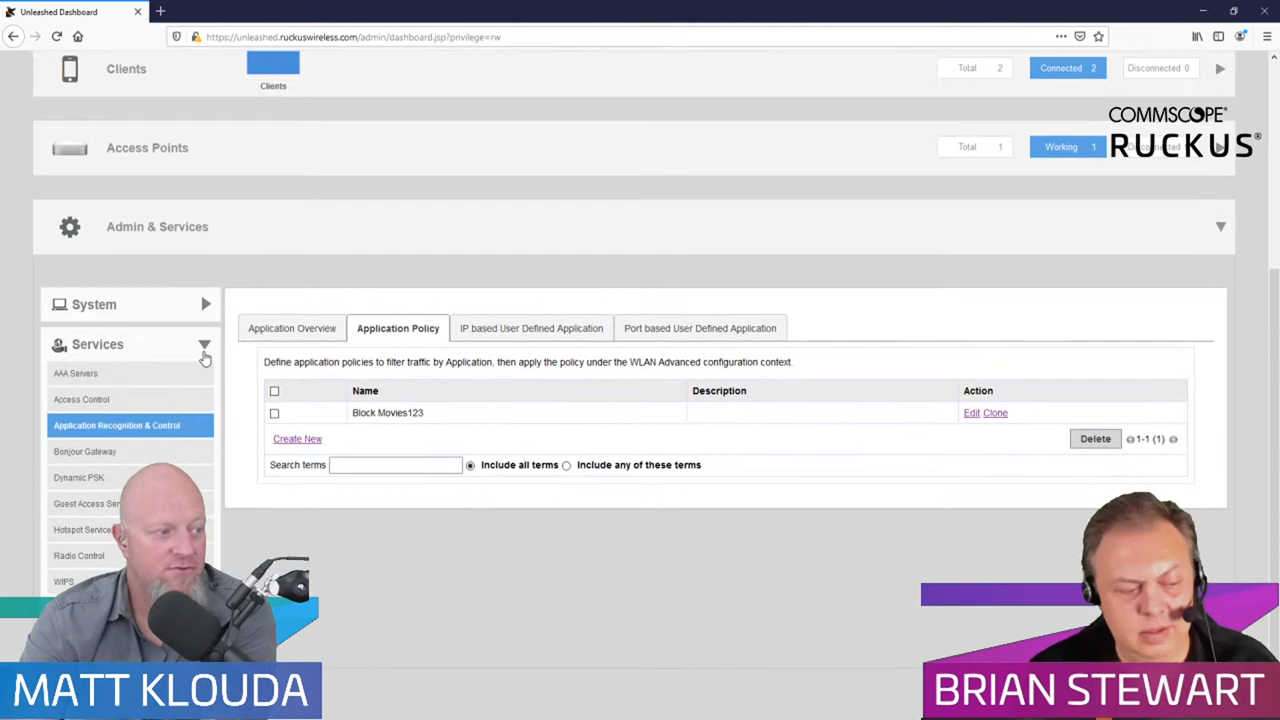 Unleashed Dashboard
https://unleashed.ruckuswireless.com/admin/dashboard.jsp?privilege=rw
Clients
Clients
Total 2
Connected 2
Disconnected 0
COMMSCOPE®
RUCKUS®
Access Points
Total 1
Working 1
Admin & Services
System
Services
AAA Servers
Access Control
Application Recognition & Control
Bonjour Gateway
Dynamic PSK
Guest Access
Hotspot
Radio Control
WIPS
Application Overview
Application Policy
IP based User Defined Application
Port based User Defined Application
Define application policies to filter traffic by Application, then apply the policy under the WLAN Advanced configuration context.
Name Description Action
Block Movies123 Edit Clone
Create New Delete 1-1 (1)
Search terms Include all terms Include any of these terms
MATT KLOUDA
BRIAN STEWART